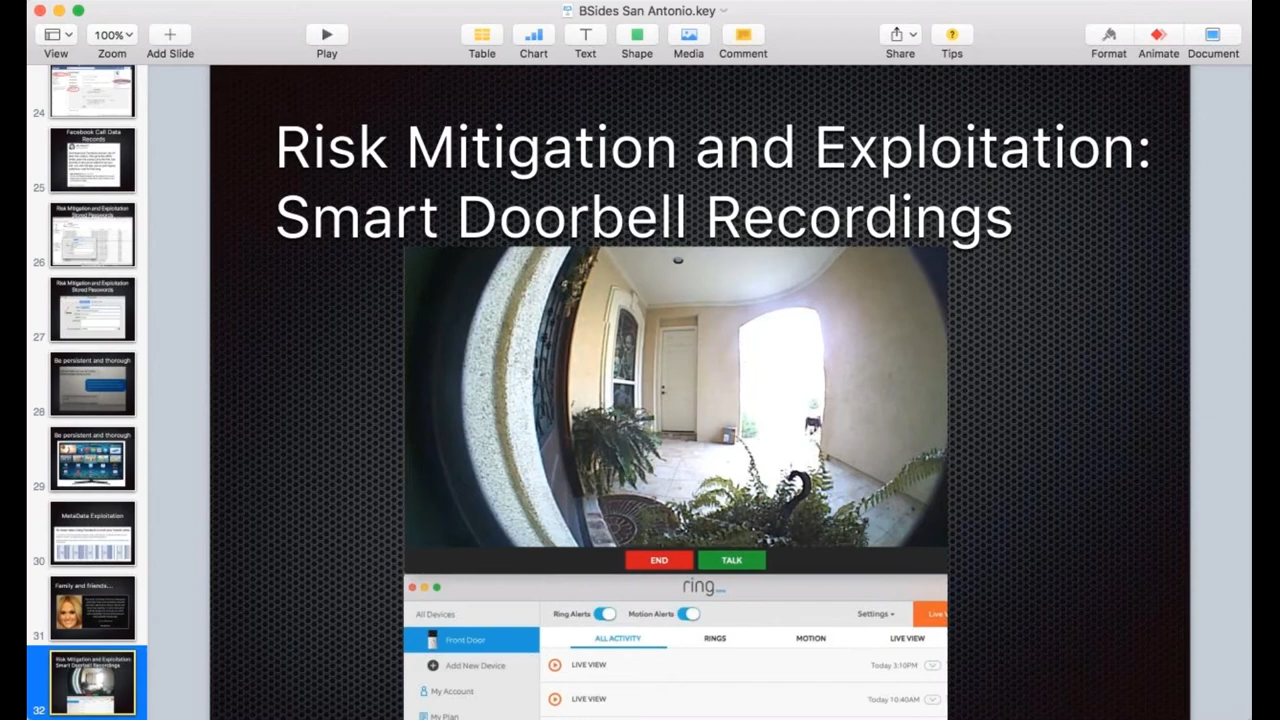 BSides San Antonio.key
100%
View
Zoom
Add Slide
Play
Table
Chart
Text
Shape
Media
Comment
Share
Tips
Format
Animate
Document
24
Facebook Call Data
Records
25
Risk Mitigation and Exploitation
Stored Passwords
26
Risk Mitigation and Exploitation
Stored Passwords
27
Be persistent and thorough
28
Be persistent and thorough
29
MetaData Exploitation
30
Family and friends...
31
Risk Mitigation and Exploitation:
Smart Doorbell Recordings
32
Risk Mitigation and Exploitation:
Smart Doorbell Recordings
END
TALK
ring
All Devices
Ring Alerts
Motion Alerts
Settings
Live
Front Door
ALL ACTIVITY
RINGS
MOTION
LIVE VIEW
Add New Device
LIVE VIEW
Today 3:10PM
My Account
LIVE VIEW
Today 10:40AM
My Plan